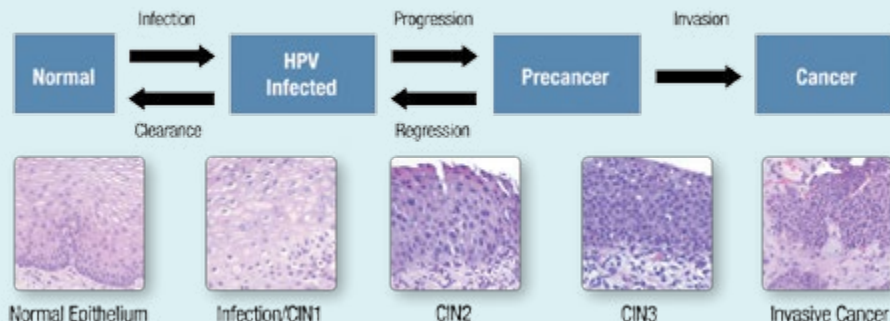 Infection
Progression
Invasion
Normal
HPV
Infected
Precancer
Cancer
Clearance
Regression
Normal Epithelium
Infection/CIN1
CIN2
CIN3
Invasive Cancer